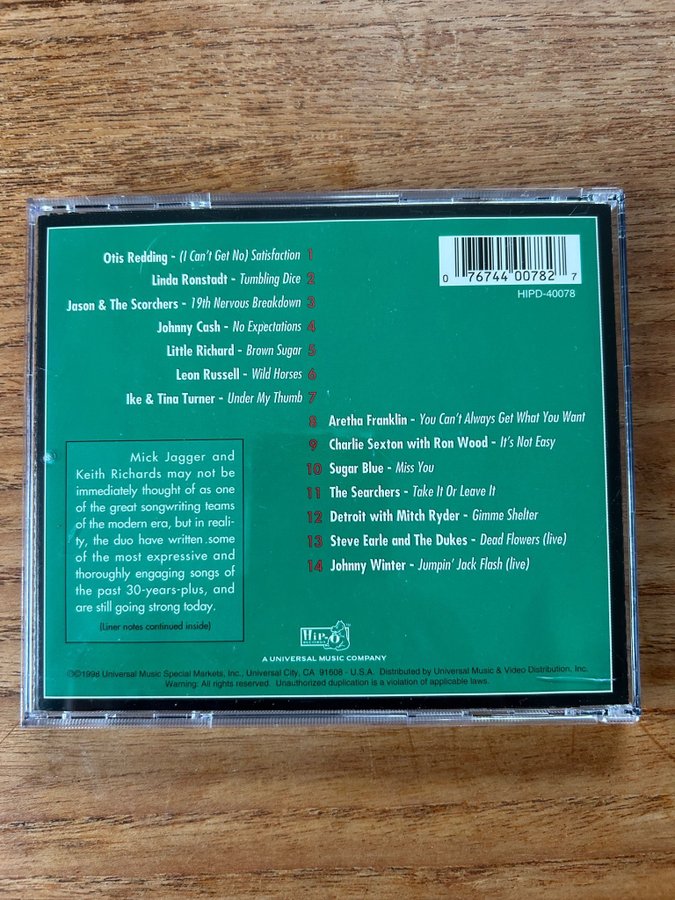 Otis Redding - (I Can't Get No) Satisfaction 1
Linda Ronstadt - Tumbling Dice 2
Jason & The Scorchers - 19th Nervous Breakdown 3
Johnny Cash - No Expectations 4
Little Richard - Brown Sugar 5
Leon Russell - Wild Horses 6
Ike & Tina Turner - Under My Thumb 7
0 76744 00782 7
HIPD-40078
8 Aretha Franklin - You Can't Always Get What You Want
9 Charlie Sexton with Ron Wood - It's Not Easy
10 Sugar Blue - Miss You
11 The Searchers - Take It Or Leave It
12 Detroit with Mitch Ryder - Gimme Shelter
13 Steve Earle and The Dukes - Dead Flowers (live)
14 Johnny Winter - Jumpin' Jack Flash (live)
Mick Jagger and
Keith Richards may not be
immediately thought of as one
of the great songwriting teams
of the modern era, but in reali-
ty, the duo have written some
of the most expressive and
thoroughly engaging songs of
the past 30-years-plus, and
are still going strong today.
(Liner notes continued inside)
Hip-O
RECORDS
A UNIVERSAL MUSIC COMPANY
℗©1998 Universal Music Special Markets, Inc., Universal City, CA 91608 - U.S.A. Distributed by Universal Music & Video Distribution, Inc.
Warning: All rights reserved. Unauthorized duplication is a violation of applicable laws.